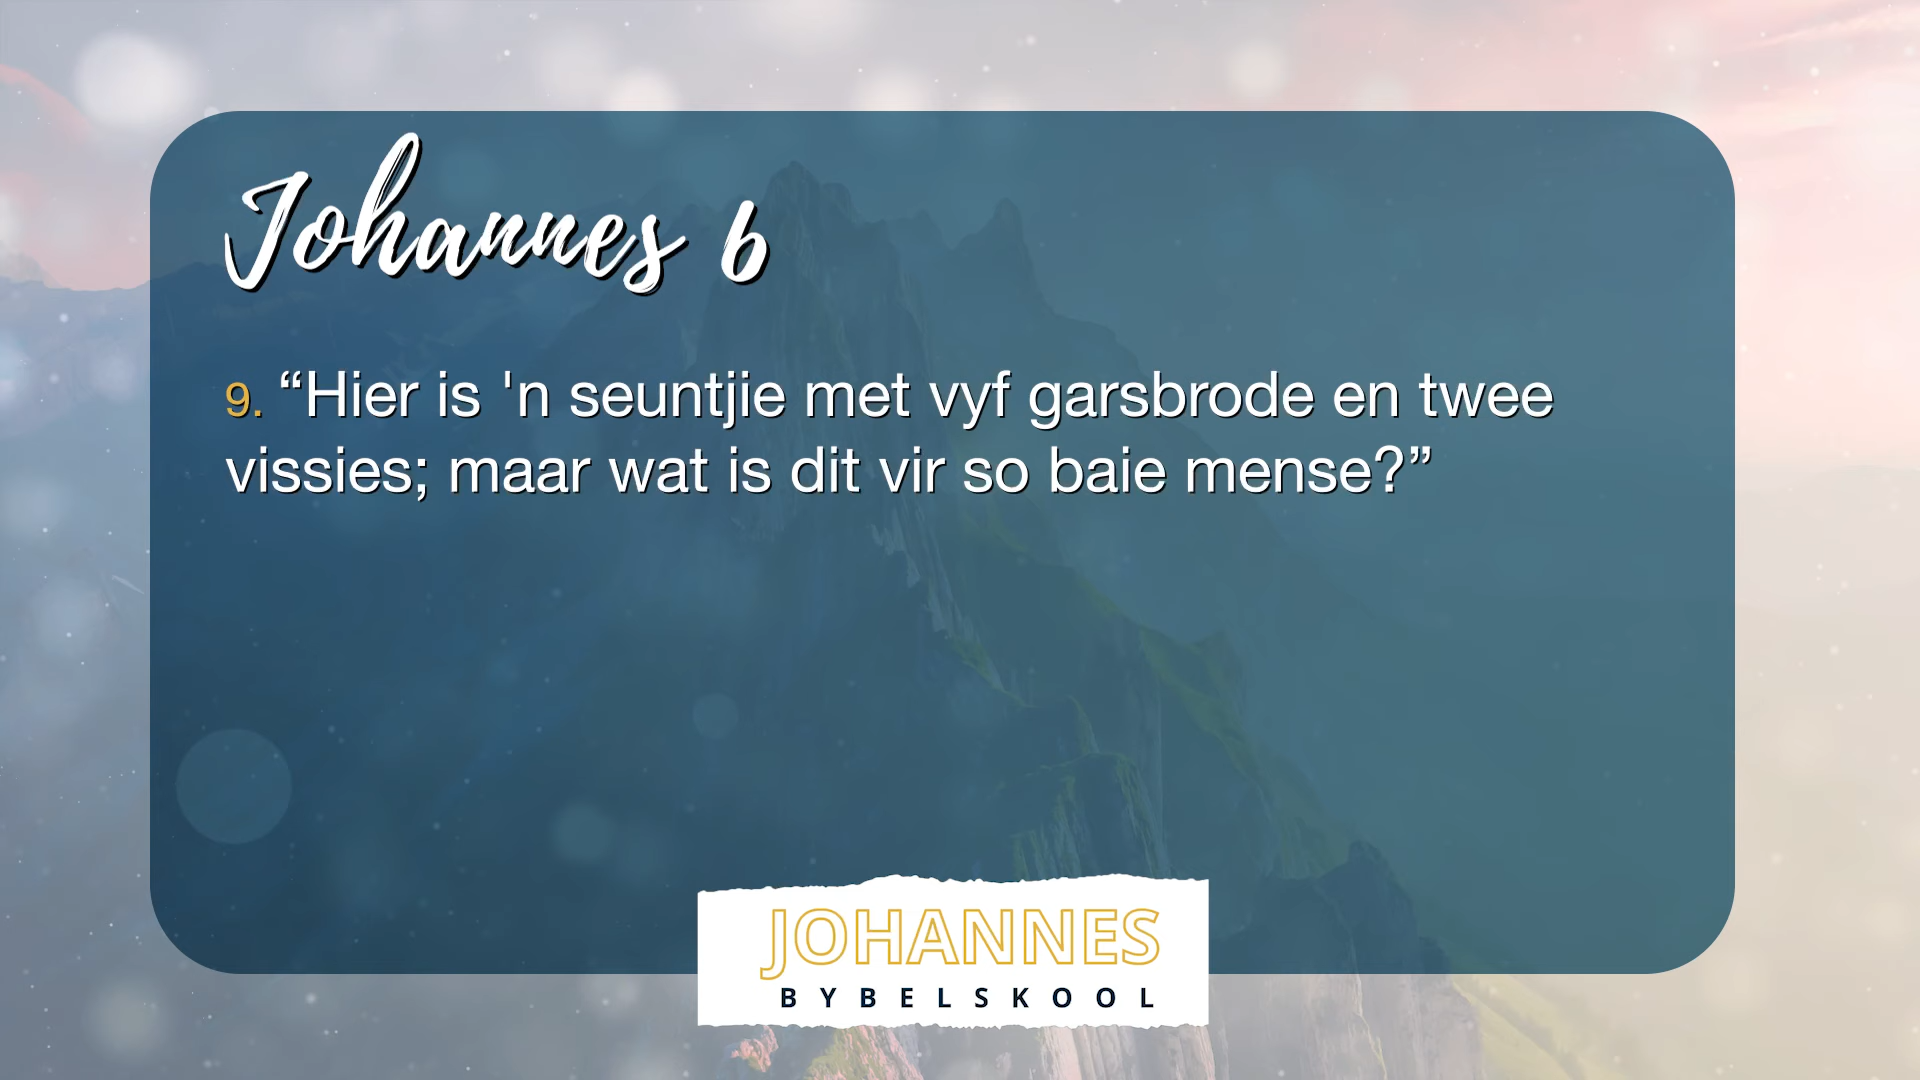 Johannes 6
9. “Hier is 'n seuntjie met vyf garsbrode en twee
vissies; maar wat is dit vir so baie mense?”
JOHANNES
BYBELSKOOL